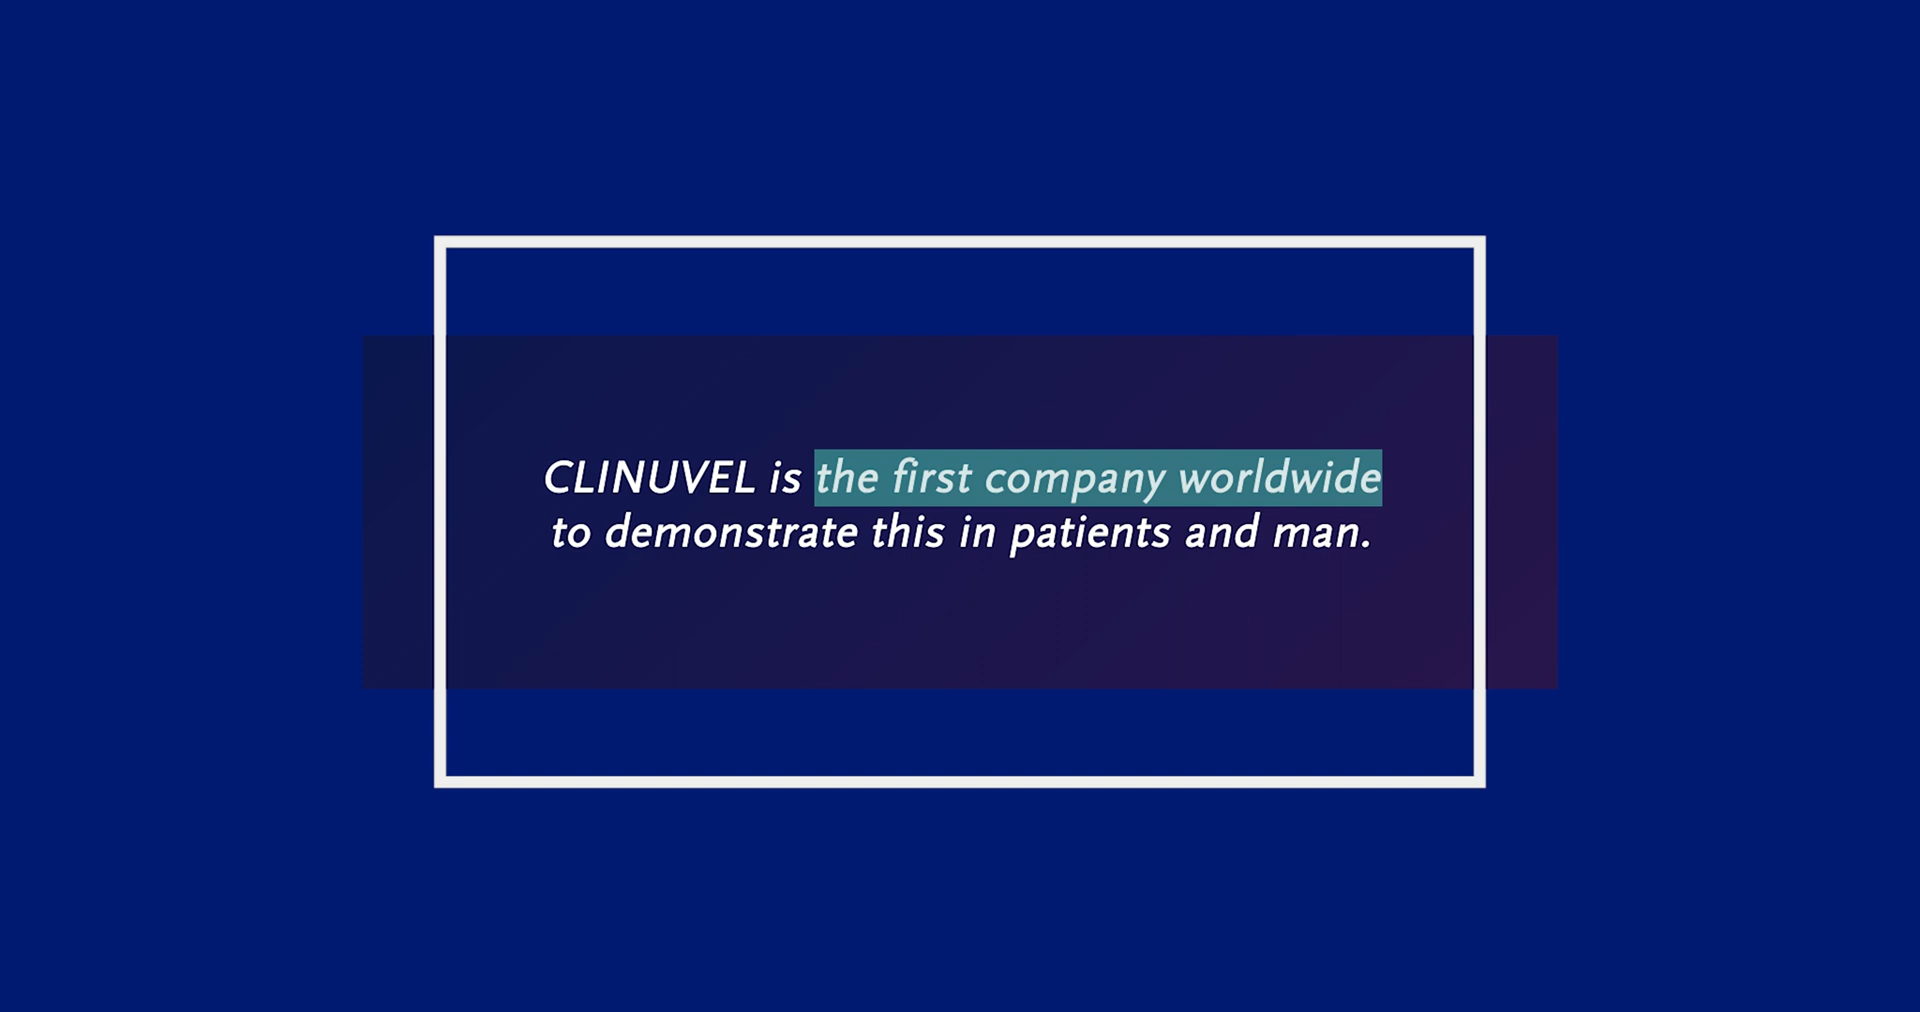 CLINUVEL is the first company worldwide
to demonstrate this in patients and man.